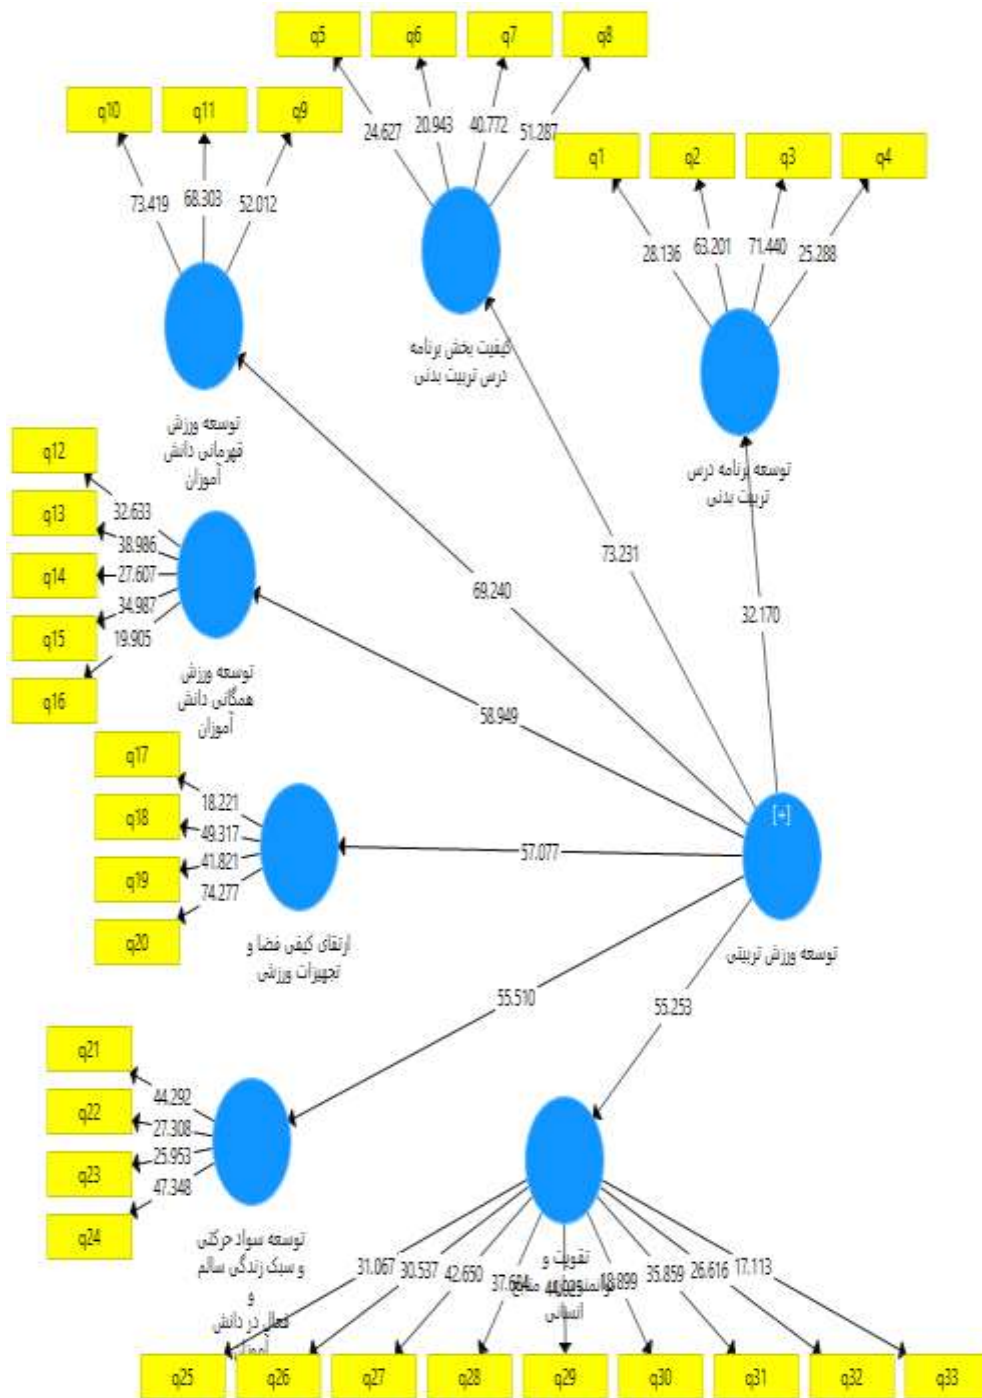 q5 q6 q7 q8
24.627 20.943 40.772 51.287
q10 q11 q9
73.419 68.303 52.012
q1 q2 q3 q4
28.136 63.201 71.440 25.288
کیفیت بخش برنامه
درس تربیت بدنی
توسعه برنامه درس
تربیت بدنی
توسعه ورزش
قهرمانی دانش
آموزان
73.231
69.240
32.170
58.949
q12
q13
q14
q15
q16
32.633
38.986
27.607
34.987
19.905
توسعه ورزش
همگانی دانش
آموزان
q17
q18
q19
q20
18.221
49.317
41.821
74.277
57.077
[+]
ارتقای کیفی فضا و
تجهیزات ورزشی
توسعه ورزش تربیتی
55.510
55.253
q21
q22
q23
q24
44.292
27.308
25.953
47.348
توسعه سواد حرکتی
و سبک زندگی سالم
و
فعال در دانش
آموزان
تقویت و
منابع
انسانی
31.067 30.537 42.650 18.899 35.859 26.616 17.113
q25 q26 q27 q28 q29 q30 q31 q32 q33